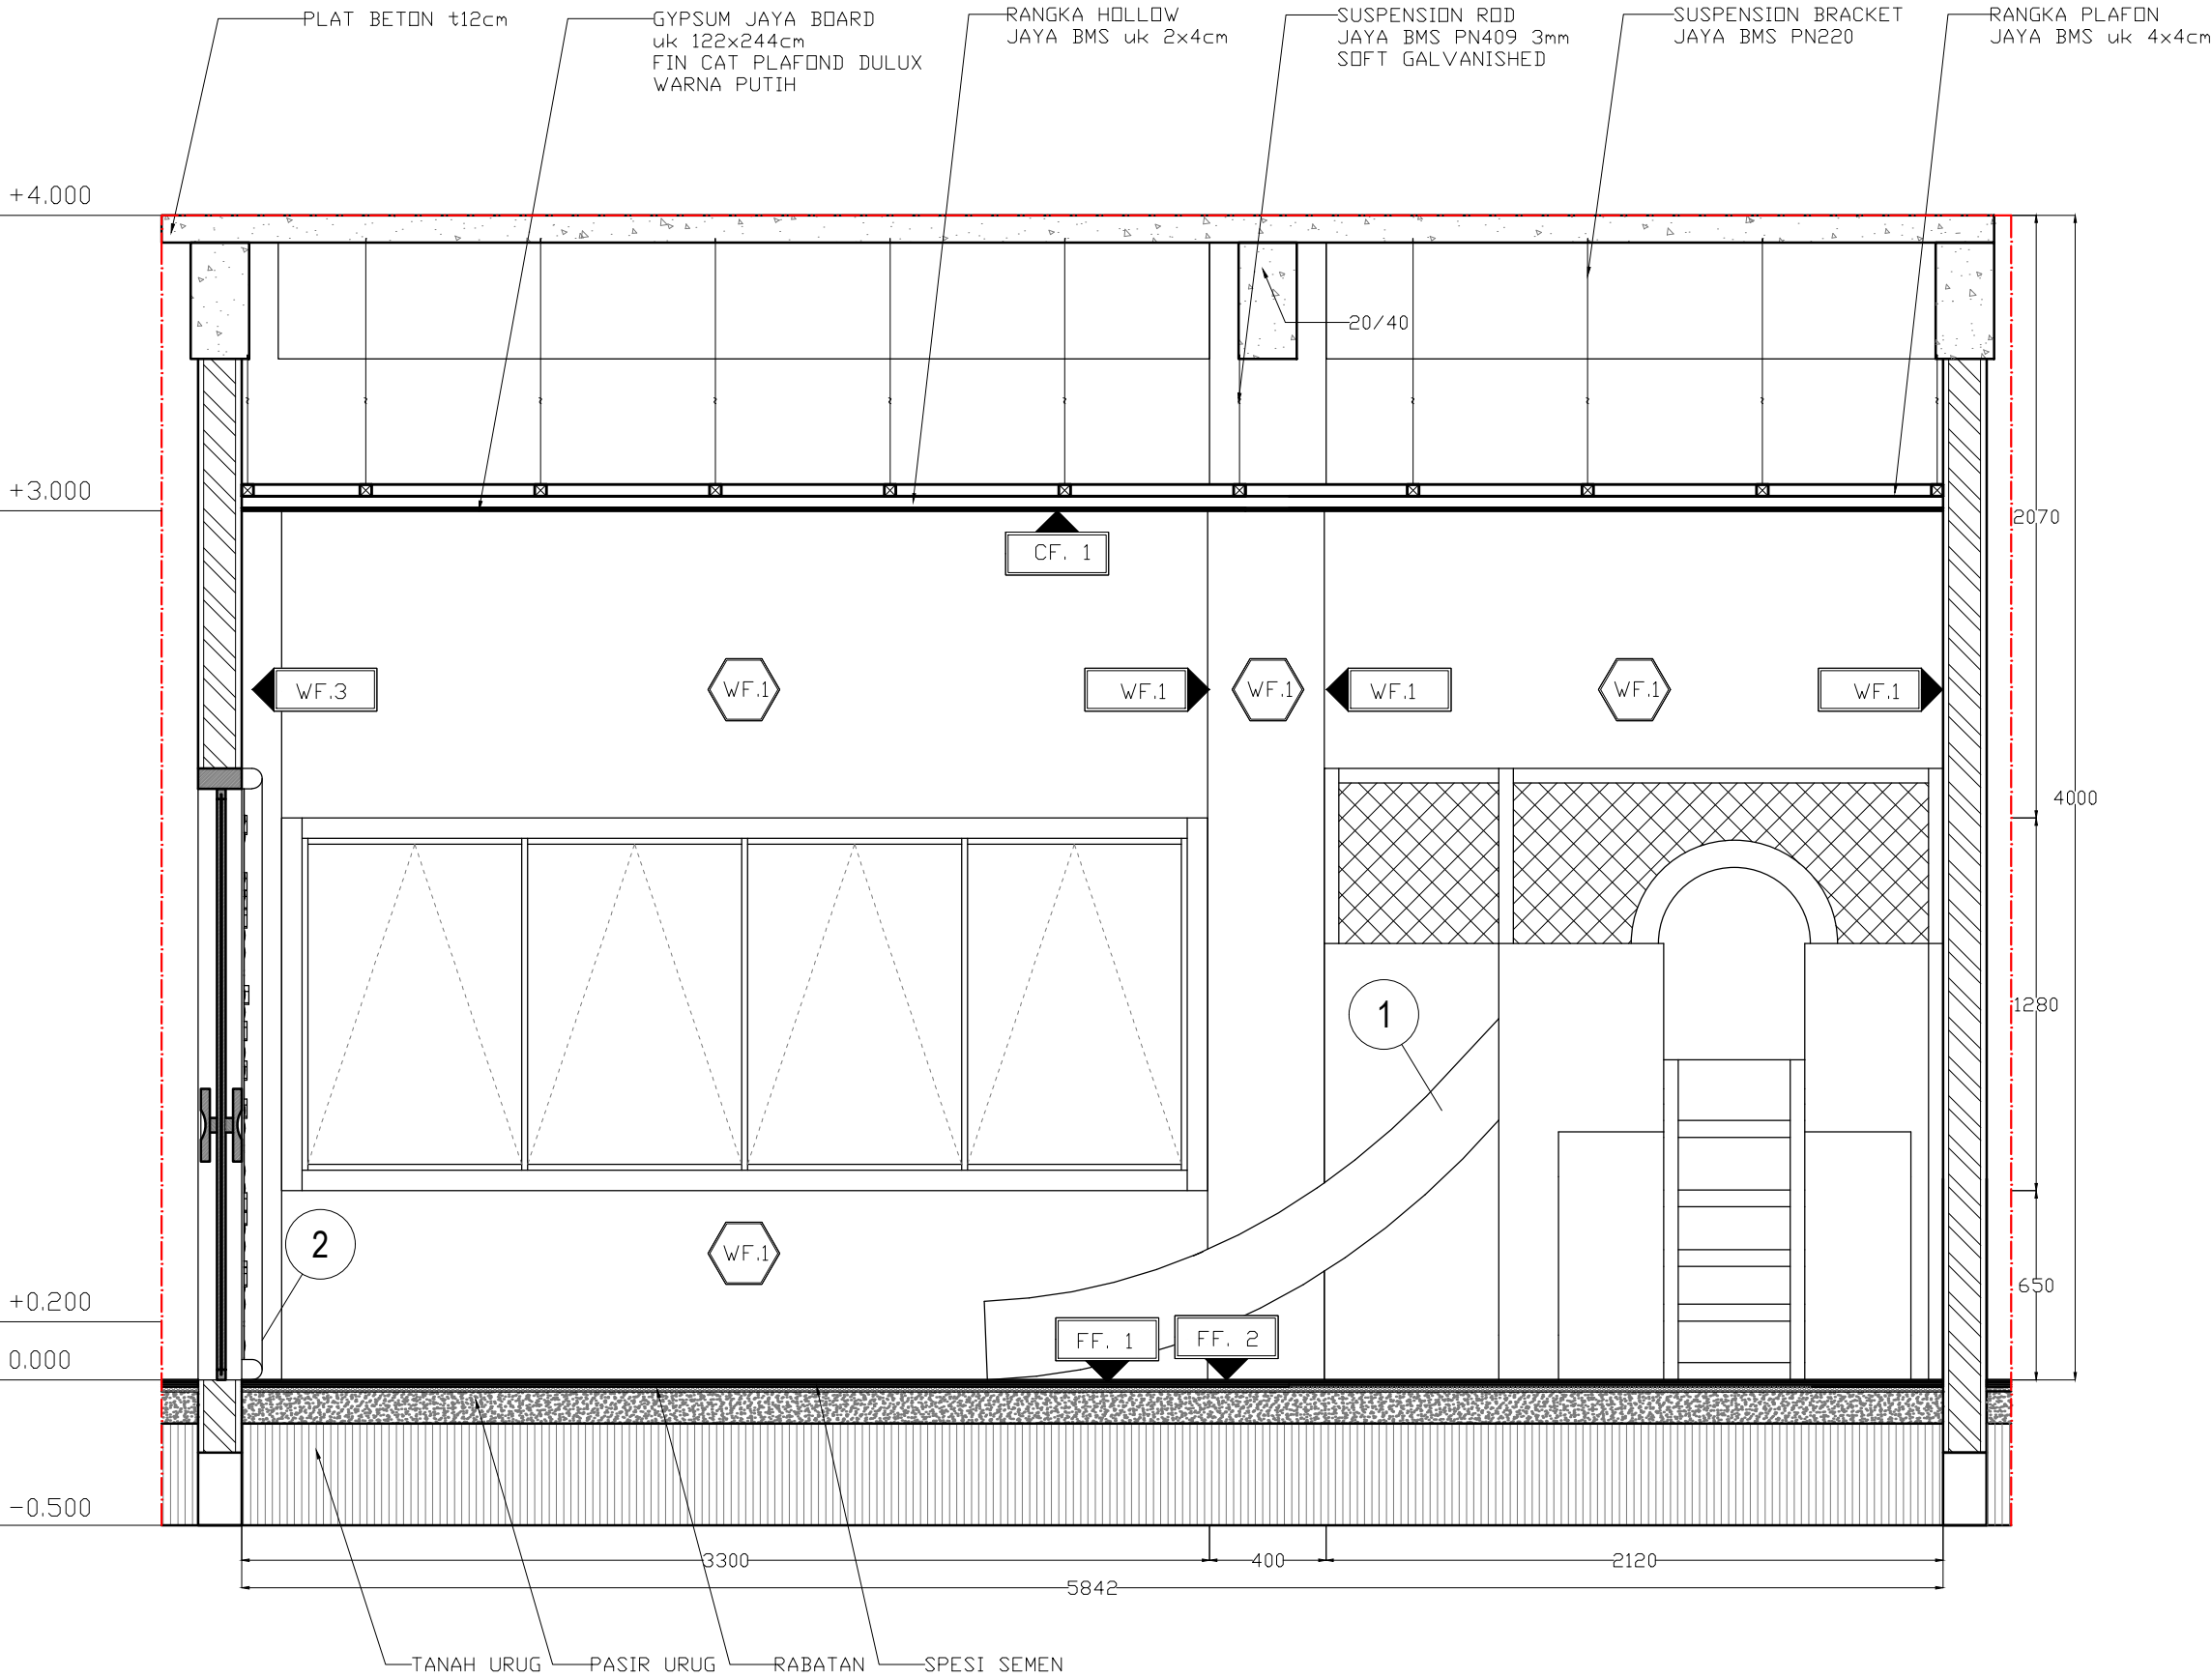 PLAT BETON t12cm
GYPSUM JAYA BOARD
uk 122x244cm
FIN CAT PLAFOND DULUX
WARNA PUTIH
RANGKA HOLLOW
JAYA BMS uk 2x4cm
SUSPENSION ROD
JAYA BMS PN409 3mm
SOFT GALVANISHED
SUSPENSION BRACKET
JAYA BMS PN220
RANGKA PLAFON
JAYA BMS uk 4x4cm
+4.000
20/40
+3.000
2070
CF. 1
WF.3
WF.1
WF.1
WF.1
WF.1
WF.1
WF.1
4000
1
1280
2
WF.1
650
+0.200
FF. 1
FF. 2
0.000
-0.500
3300
400
2120
5842
TANAH URUG
PASIR URUG
RABATAN
SPESI SEMEN